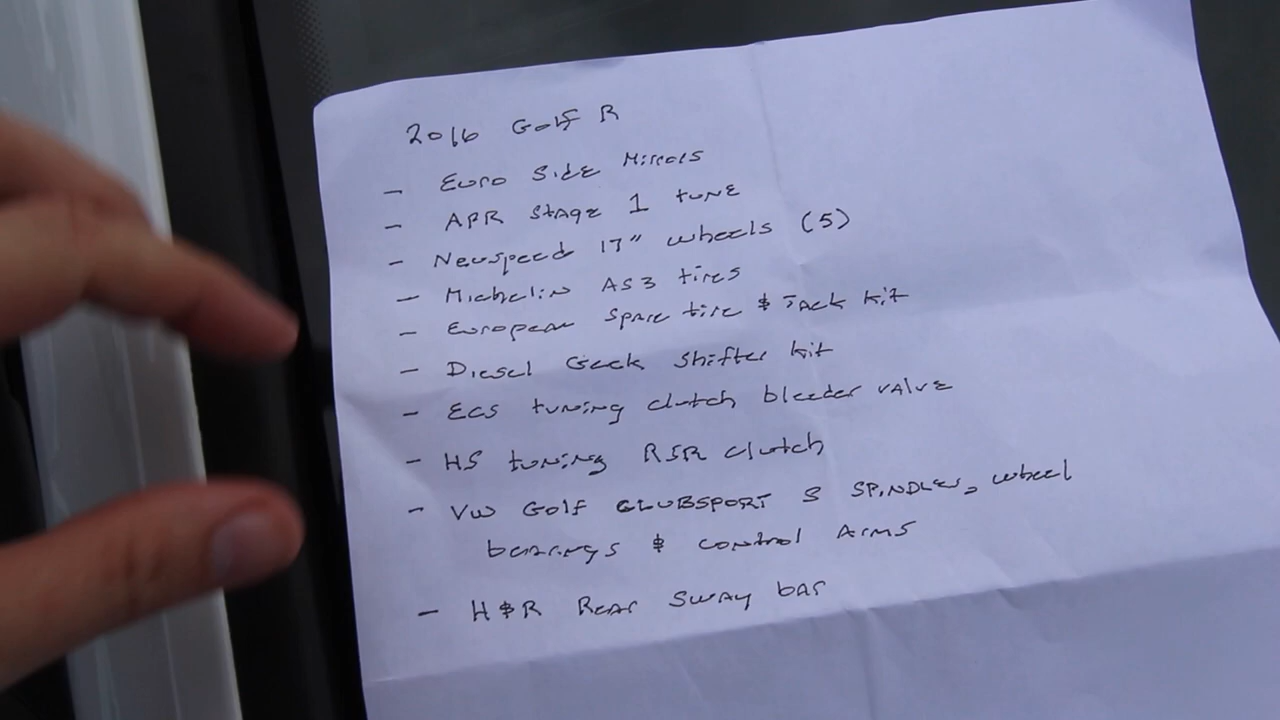 2016 Golf R
- Euro Side Mirrors
- APR Stage 1 tune
- Neuspeed 17" wheels (5)
- Michelin AS3 tires
- European Spare tire & Jack Kit
- Diesel Geek shifter kit
- ECS tuning clutch bleeder valve
- HS tuning RSR clutch
- VW Golf CLUBSPORT S SPINDLES, wheel
bearings & control Arms
- H&R Rear Sway bar